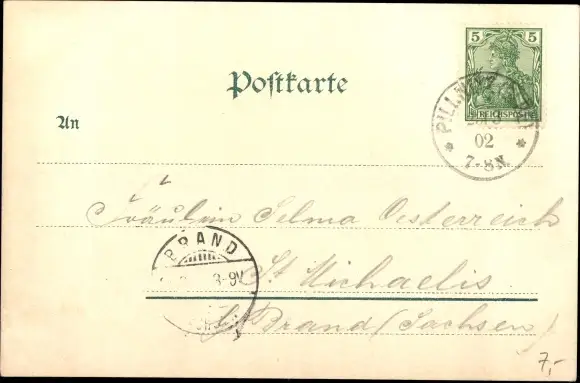 5 5
REICHSPOST
Postkarte
PILLNITZ
02
7-8N.
An
Fräulein Selma Oesterreich
BRAND
3-9V.
St. Michaelis
b/ Brand (Sachsen)
7,-